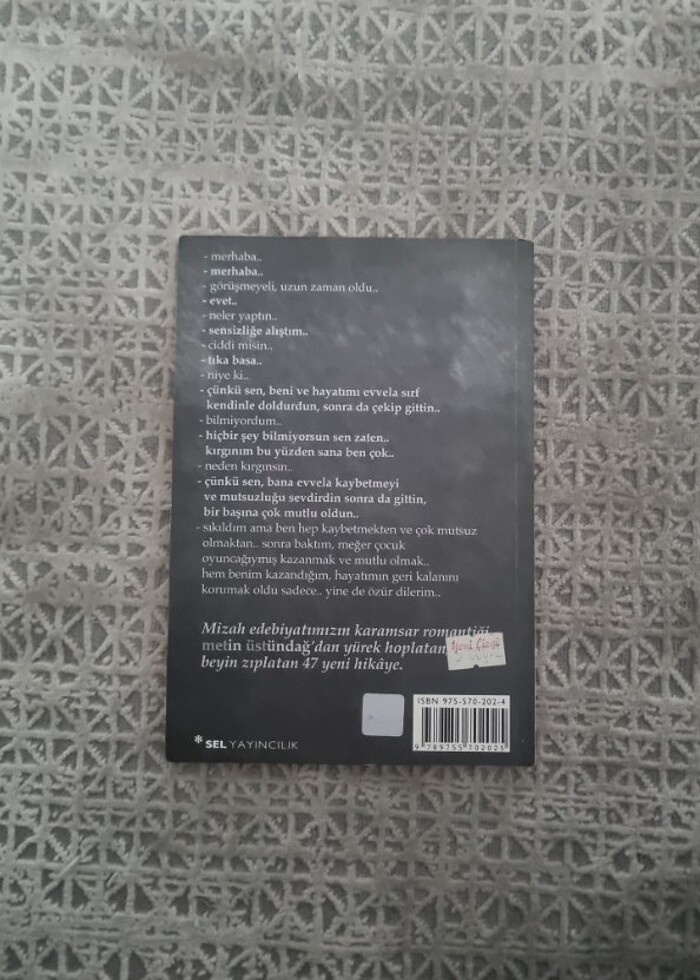 - merhaba..
- merhaba..
- görüşmeyeli, uzun zaman oldu..
- evet..
- neler yaptın..
- sensizliğe alıştım..
- ciddi misin..
- tıka basa..
- niye ki..
- çünkü sen, beni ve hayatımı evvela sırf
kendinle doldurdun, sonra da çekip gittin..
- bilmiyordum..
- hiçbir şey bilmiyorsun sen zaten..
kırgınım bu yüzden sana ben çok..
- neden kırgınsın..
- çünkü sen, bana evvela kaybetmeyi
ve mutsuzluğu sevdirdin sonra da gittin,
bir başına çok mutlu oldun..
- sıkıldım ama ben hep kaybetmekten ve çok mutsuz
olmaktan.. sonra baktım, meğer çocuk
oyuncağıymış kazanmak ve mutlu olmak..
hem benim kazandığım, hayatımın geri kalanını
korumak oldu sadece.. yine de özür dilerim..
Mizah edebiyatımızın karamsar romantiği
metin üstündağ'dan yürek hoplatan,
beyin zıplatan 47 yeni hikâye.
Yeni Çizgi
ISBN 975-570-202-4
9 789755 702025
* SEL YAYINCILIK